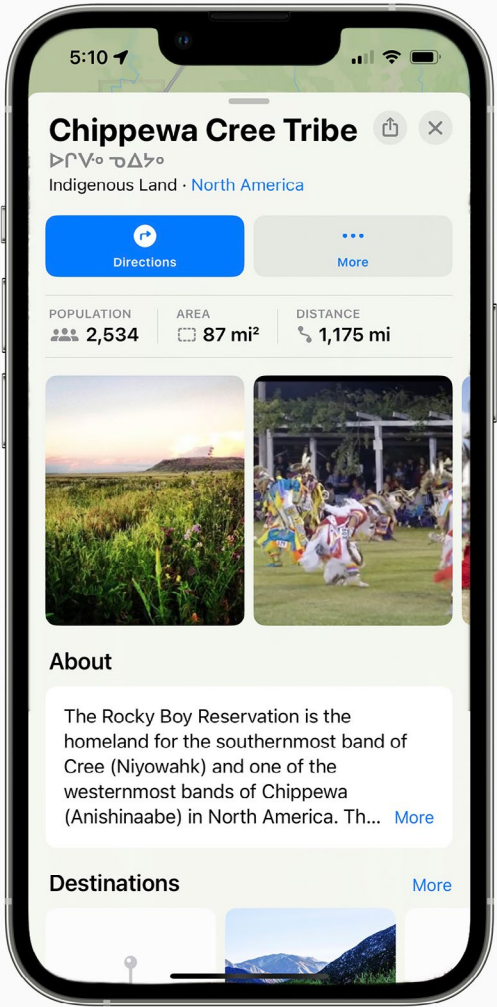 5:10
Chippewa Cree Tribe
ᐅᒋᐺᐤ ᓀᐃᔭᐤ
Indigenous Land · North America
Directions
More
POPULATION
2,534
AREA
87 mi²
DISTANCE
1,175 mi
About
The Rocky Boy Reservation is the
homeland for the southernmost band of
Cree (Niyowahk) and one of the
westernmost bands of Chippewa
(Anishinaabe) in North America. Th... More
Destinations
More